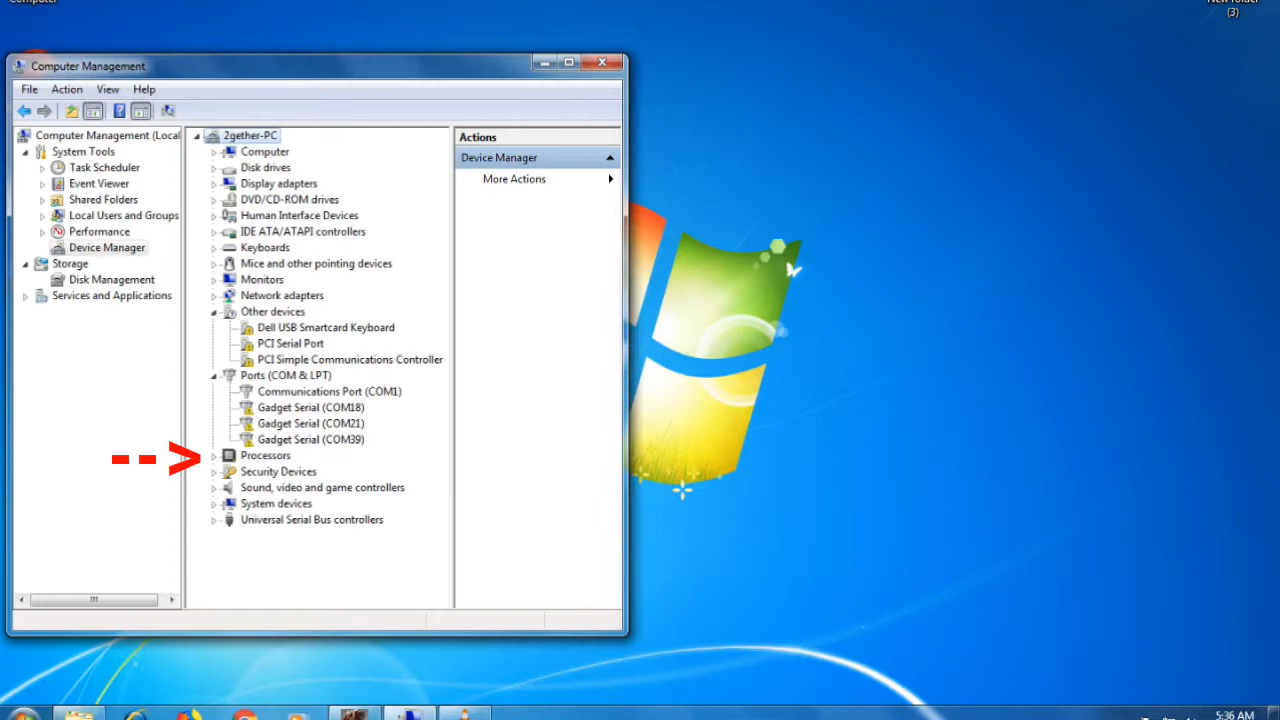 Computer
New folder
(3)
Computer Management
File Action View Help
Computer Management (Local
System Tools
Task Scheduler
Event Viewer
Shared Folders
Local Users and Groups
Performance
Device Manager
Storage
Disk Management
Services and Applications
2gether-PC
Computer
Disk drives
Display adapters
DVD/CD-ROM drives
Human Interface Devices
IDE ATA/ATAPI controllers
Keyboards
Mice and other pointing devices
Monitors
Network adapters
Other devices
Dell USB Smartcard Keyboard
PCI Serial Port
PCI Simple Communications Controller
Ports (COM & LPT)
Communications Port (COM1)
Gadget Serial (COM18)
Gadget Serial (COM21)
Gadget Serial (COM39)
Processors
Security Devices
Sound, video and game controllers
System devices
Universal Serial Bus controllers
Actions
Device Manager
More Actions
-->
5:36 AM